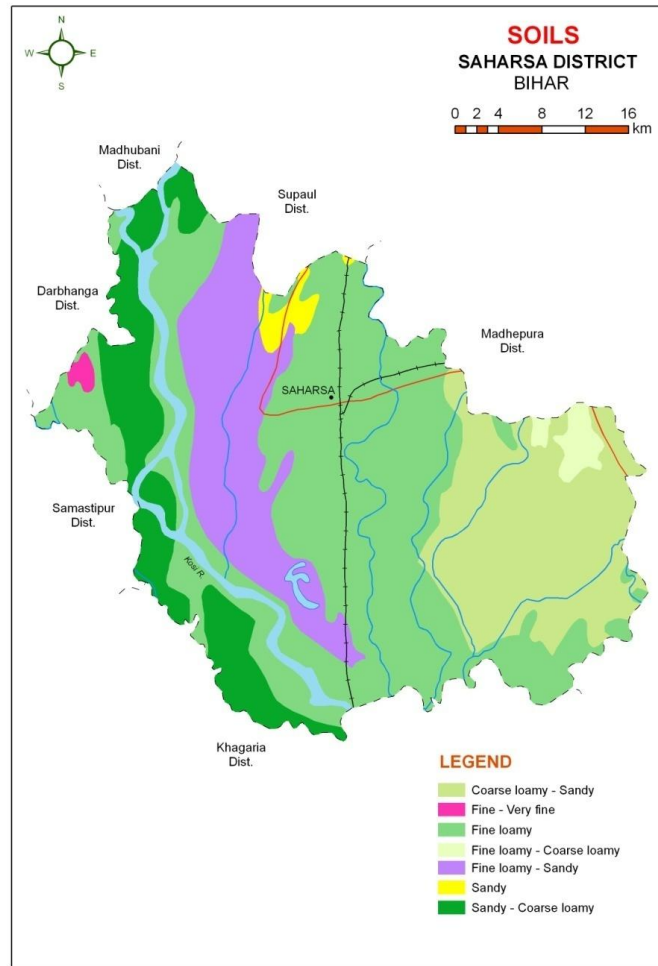 N
W E
S
SOILS
SAHARSA DISTRICT
BIHAR
0 2 4 8 12 16
km
Madhubani
Dist.
Supaul
Dist.
Darbhanga
Dist.
Madhepura
Dist.
SAHARSA
Samastipur
Dist.
Kosi R.
Khagaria
Dist.
LEGEND
Coarse loamy - Sandy
Fine - Very fine
Fine loamy
Fine loamy - Coarse loamy
Fine loamy - Sandy
Sandy
Sandy - Coarse loamy